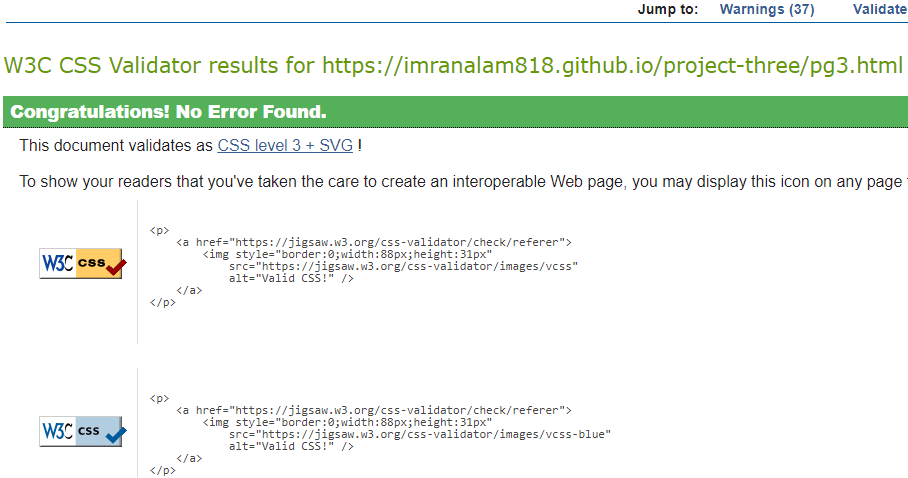 Jump to: Warnings (37) Validate
W3C CSS Validator results for https://imranalam818.github.io/project-three/pg3.html
Congratulations! No Error Found.
This document validates as CSS level 3 + SVG !
To show your readers that you've taken the care to create an interoperable Web page, you may display this icon on any page
W3C css
<p>
<a href="https://jigsaw.w3.org/css-validator/check/referer">
<img style="border:0;width:88px;height:31px"
src="https://jigsaw.w3.org/css-validator/images/vcss"
alt="Valid CSS!" />
</a>
</p>
W3C css
<p>
<a href="https://jigsaw.w3.org/css-validator/check/referer">
<img style="border:0;width:88px;height:31px"
src="https://jigsaw.w3.org/css-validator/images/vcss-blue"
alt="Valid CSS!" />
</a>
</p>